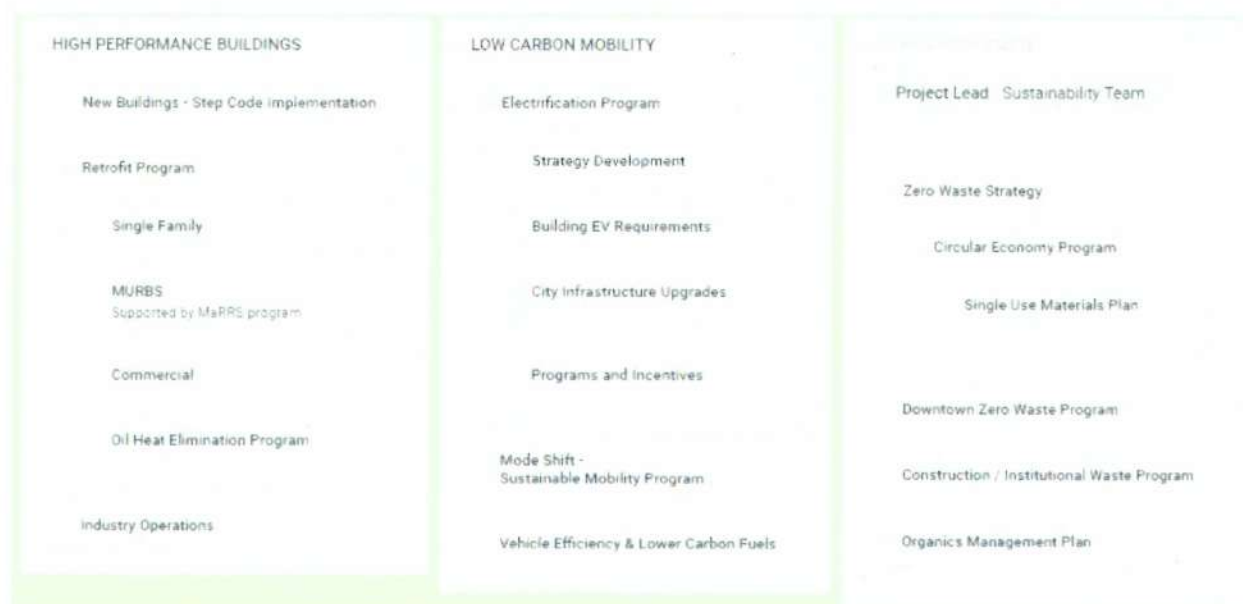 HIGH PERFORMANCE BUILDINGS
New Buildings - Step Code implementation
Retrofit Program
Single Family
MURBS
Supported by MaRRS program
Commercial
Oil Heat Elimination Program
Industry Operations
LOW CARBON MOBILITY
Electrification Program
Strategy Development
Building EV Requirements
City Infrastructure Upgrades
Programs and Incentives
Mode Shift -
Sustainable Mobility Program
Vehicle Efficiency & Lower Carbon Fuels
Project Lead Sustainability Team
Zero Waste Strategy
Circular Economy Program
Single Use Materials Plan
Downtown Zero Waste Program
Construction / Institutional Waste Program
Organics Management Plan